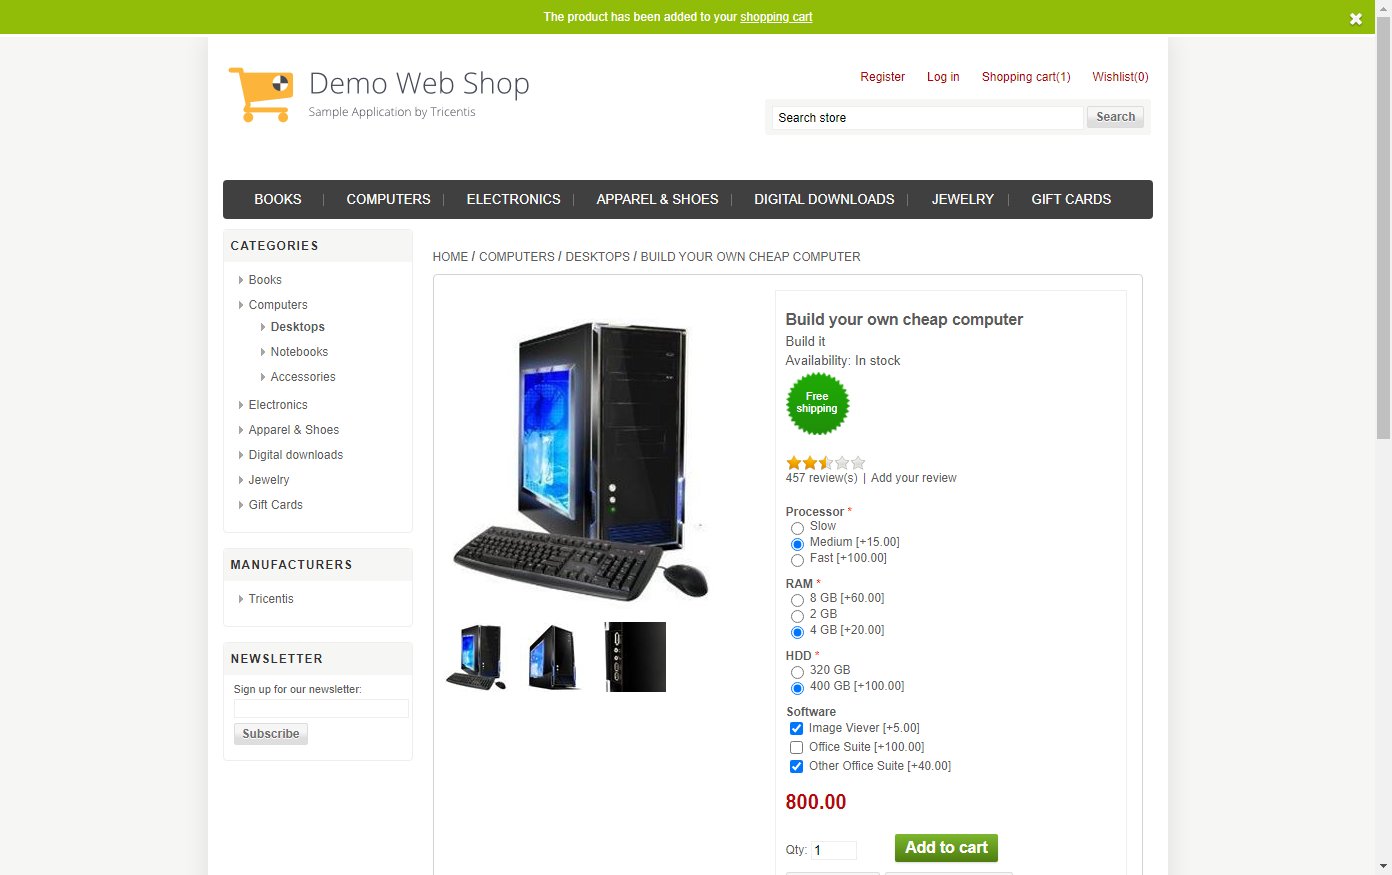 The product has been added to your shopping cart
Demo Web Shop
Sample Application by Tricentis
Register Log in Shopping cart(1) Wishlist(0)
Search store Search
BOOKS COMPUTERS ELECTRONICS APPAREL & SHOES DIGITAL DOWNLOADS JEWELRY GIFT CARDS
CATEGORIES
Books
Computers
Desktops
Notebooks
Accessories
Electronics
Apparel & Shoes
Digital downloads
Jewelry
Gift Cards
MANUFACTURERS
Tricentis
NEWSLETTER
Sign up for our newsletter:
Subscribe
HOME / COMPUTERS / DESKTOPS / BUILD YOUR OWN CHEAP COMPUTER
Build your own cheap computer
Build it
Availability: In stock
Free
shipping
457 review(s) | Add your review
Processor *
Slow
Medium [+15.00]
Fast [+100.00]
RAM *
8 GB [+60.00]
2 GB
4 GB [+20.00]
HDD *
320 GB
400 GB [+100.00]
Software
Image Viever [+5.00]
Office Suite [+100.00]
Other Office Suite [+40.00]
800.00
Qty: 1 Add to cart